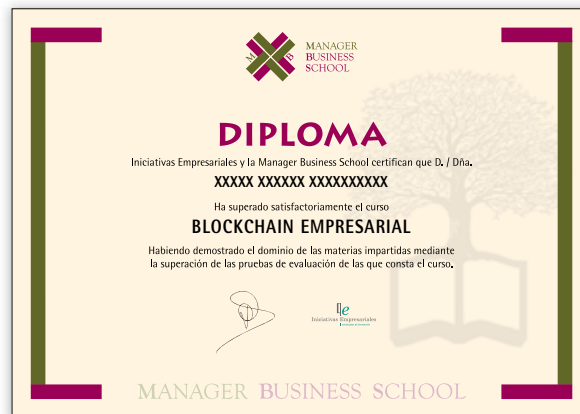 M B
MANAGER
BUSINESS
SCHOOL
DIPLOMA
Iniciativas Empresariales y la Manager Business School certifican que D. / Dña.
XXXXX XXXXXX XXXXXXXXXX
Ha superado satisfactoriamente el curso
BLOCKCHAIN EMPRESARIAL
Habiendo demostrado el dominio de las materias impartidas mediante
la superación de las pruebas de evaluación de las que consta el curso.
Iniciativas Empresariales
MANAGER BUSINESS SCHOOL